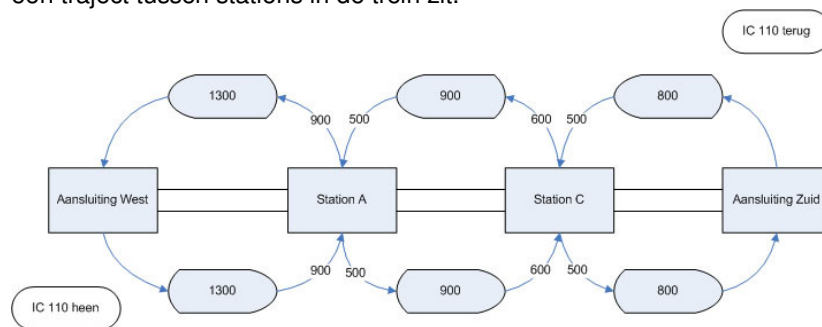 een traject tussen stations in de trein zit.
IC 110 terug
1300
900
800
900
500
600
500
Aansluiting West
Station A
Station C
Aansluiting Zuid
900
500
600
500
1300
900
800
IC 110 heen